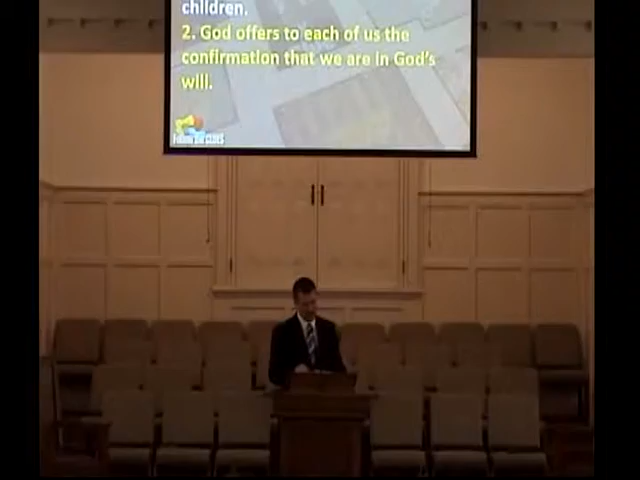 children.
2. God offers to each of us the
confirmation that we are in God's
will.